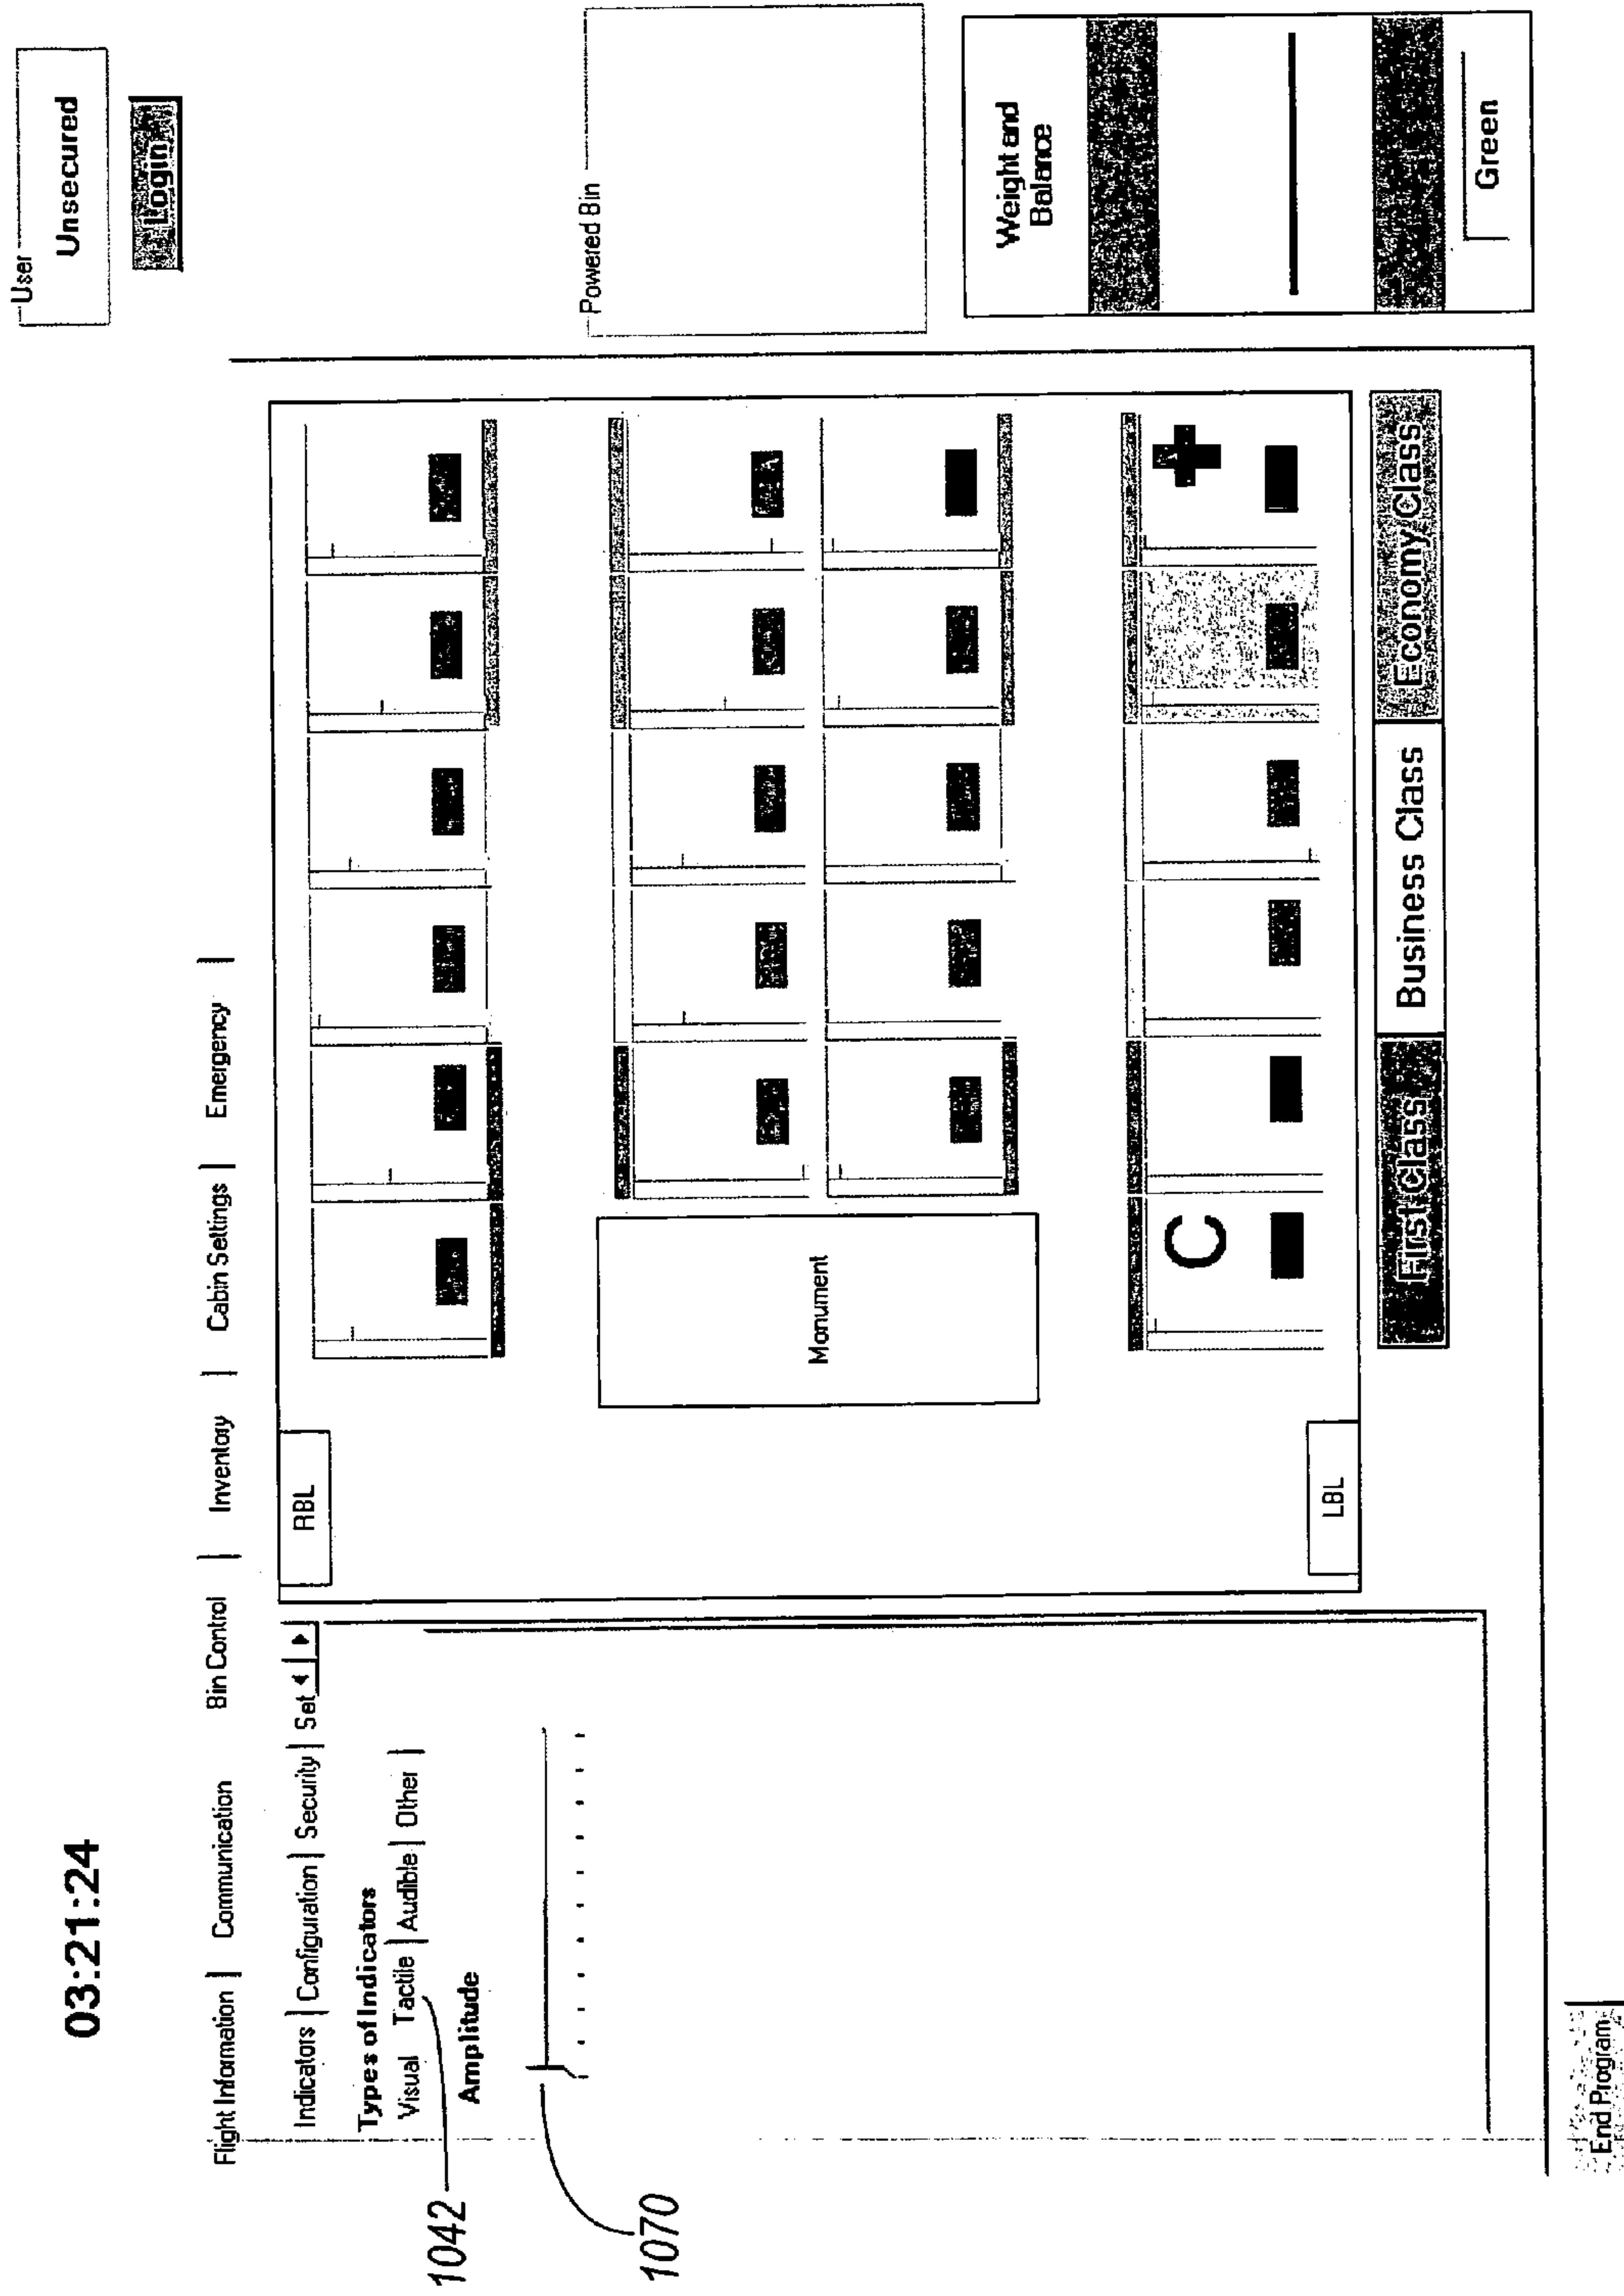 03:21:24
User
Unsecured
Login
Flight Information | Communication Bin Control | Inventory | Cabin Settings | Emergency |
Indicators | Configuration | Security | Set
Types of Indicators
Visual Tactile | Audible | Other |
1042
Amplitude
1070
RBL
Monument
C
LBL
First Class Business Class Economy Class
Powered Bin
Weight and
Balance
Green
End Program